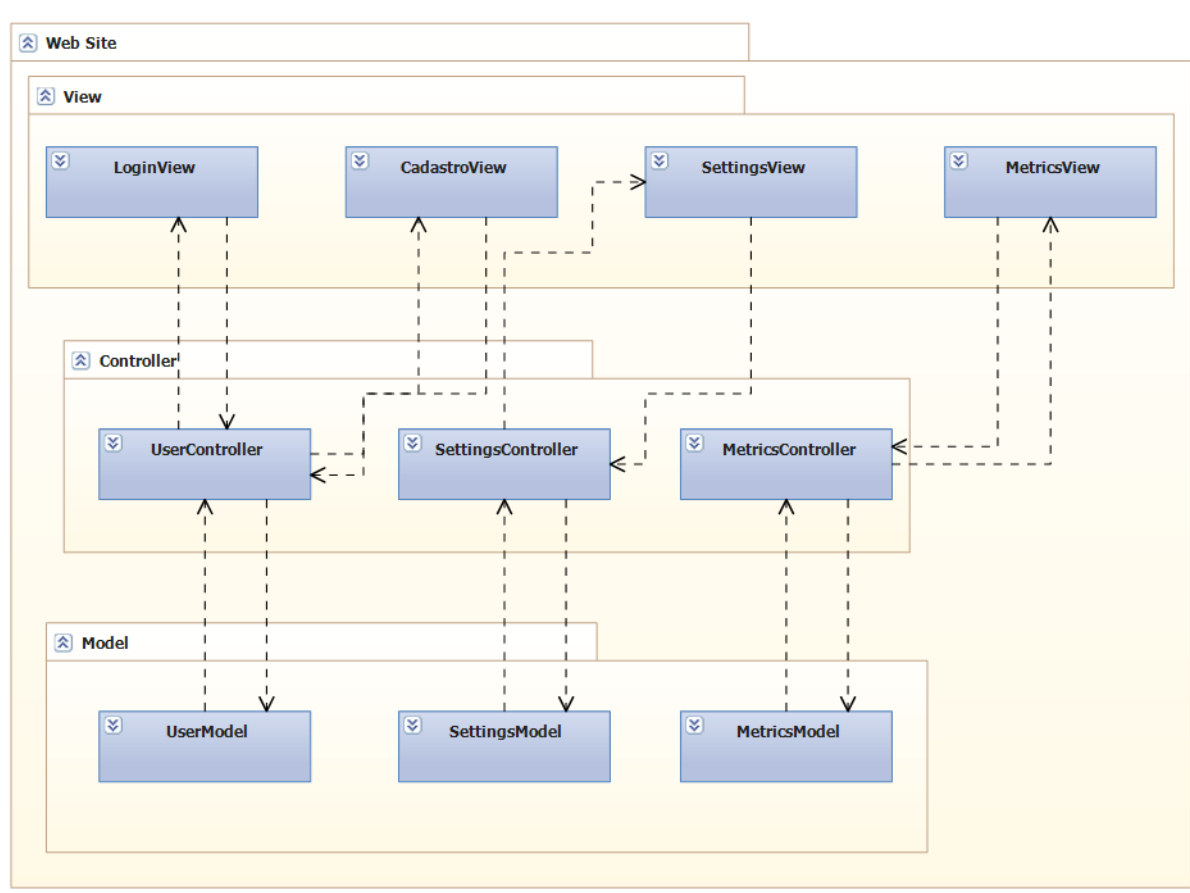 Web Site
View
LoginView
CadastroView
SettingsView
MetricsView
Controller
UserController
SettingsController
MetricsController
Model
UserModel
SettingsModel
MetricsModel